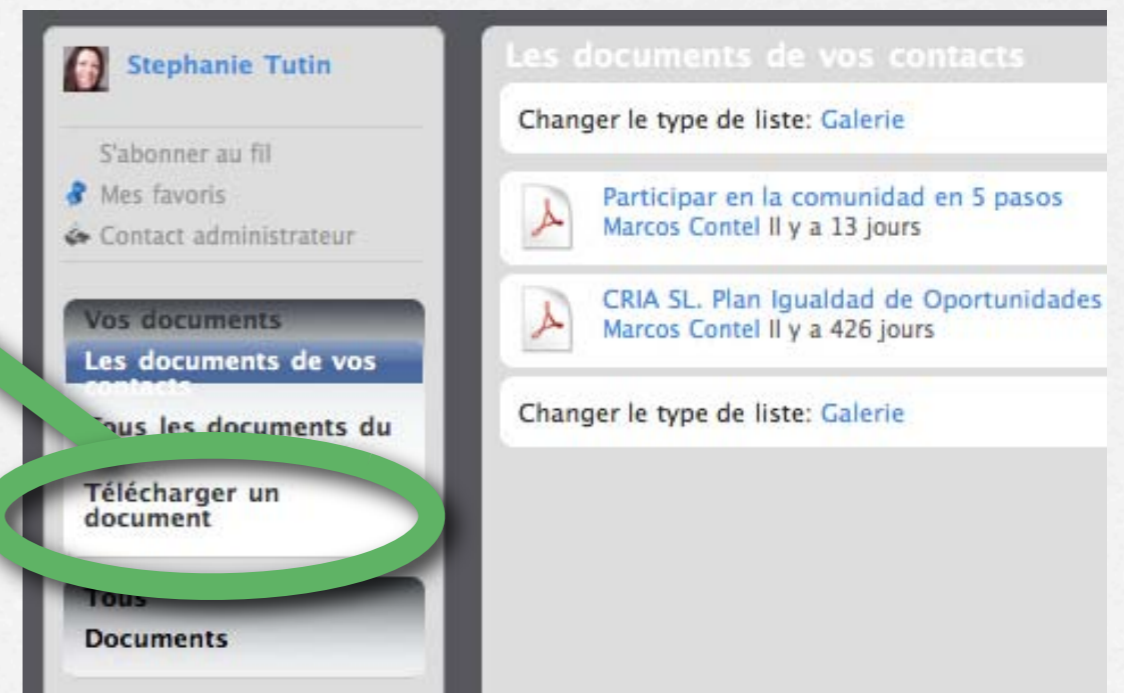 Stephanie Tutin
S'abonner au fil
Mes favoris
Contact administrateur
Vos documents
Les documents de vos
contacts
Tous les documents du
Télécharger un
document
Tous
Documents
Les documents de vos contacts
Changer le type de liste: Galerie
Participar en la comunidad en 5 pasos
Marcos Contel Il y a 13 jours
CRIA SL. Plan Igualdad de Oportunidades
Marcos Contel Il y a 426 jours
Changer le type de liste: Galerie